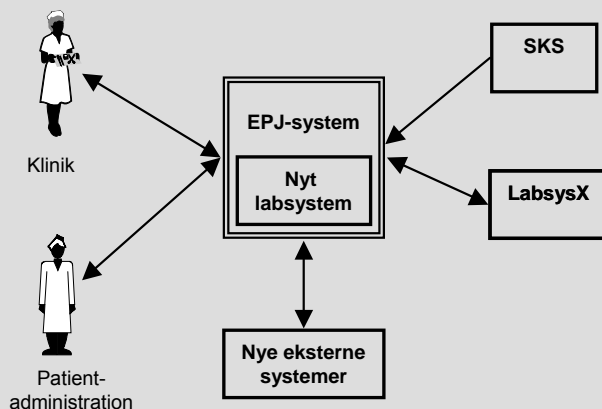 SKS
EPJ-system
Klinik
Nyt
labsystem
LabsysX
Nye eksterne
systemer
Patient-
administration